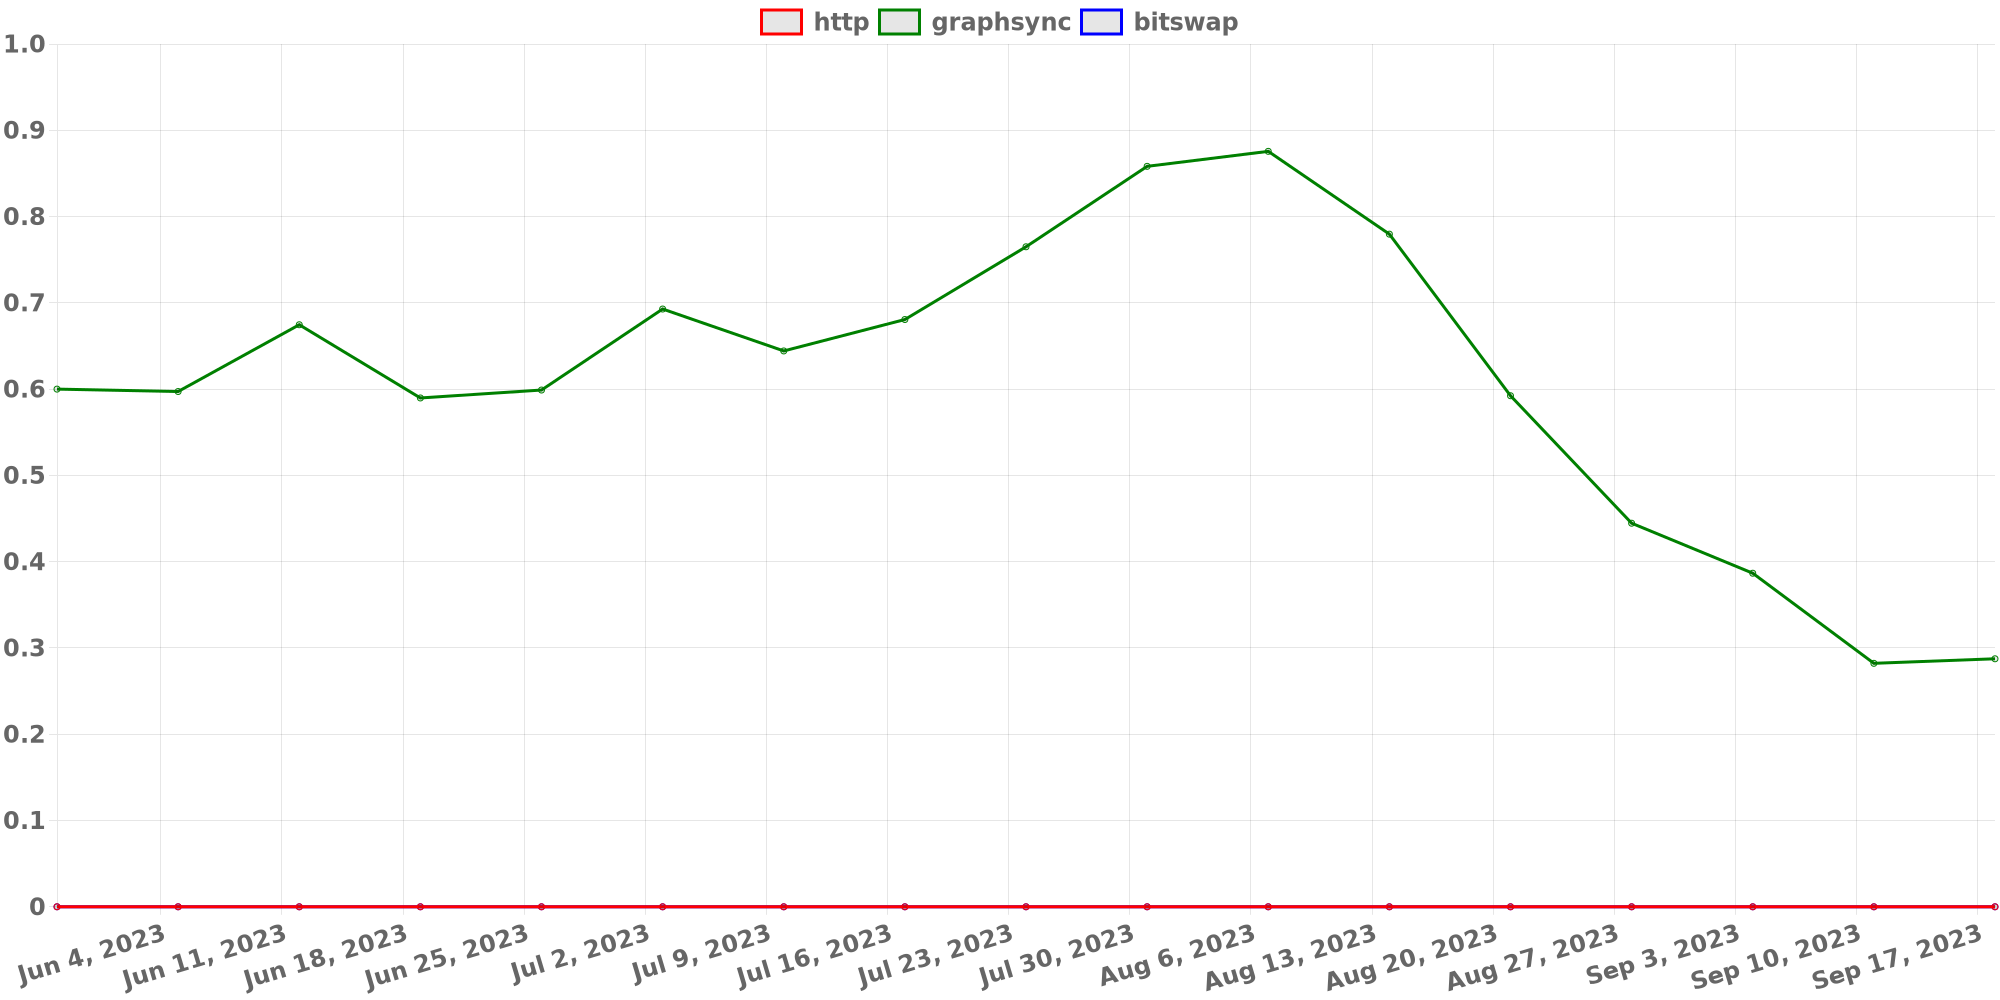 http graphsync bitswap
1.0
0.9
0.8
0.7
0.6
0.5
0.4
0.3
0.2
0.1
0
Jun 4, 2023
Jun 11, 2023
Jun 18, 2023
Jun 25, 2023
Jul 2, 2023
Jul 9, 2023
Jul 16, 2023
Jul 23, 2023
Jul 30, 2023
Aug 6, 2023
Aug 13, 2023
Aug 20, 2023
Aug 27, 2023
Sep 3, 2023
Sep 10, 2023
Sep 17, 2023